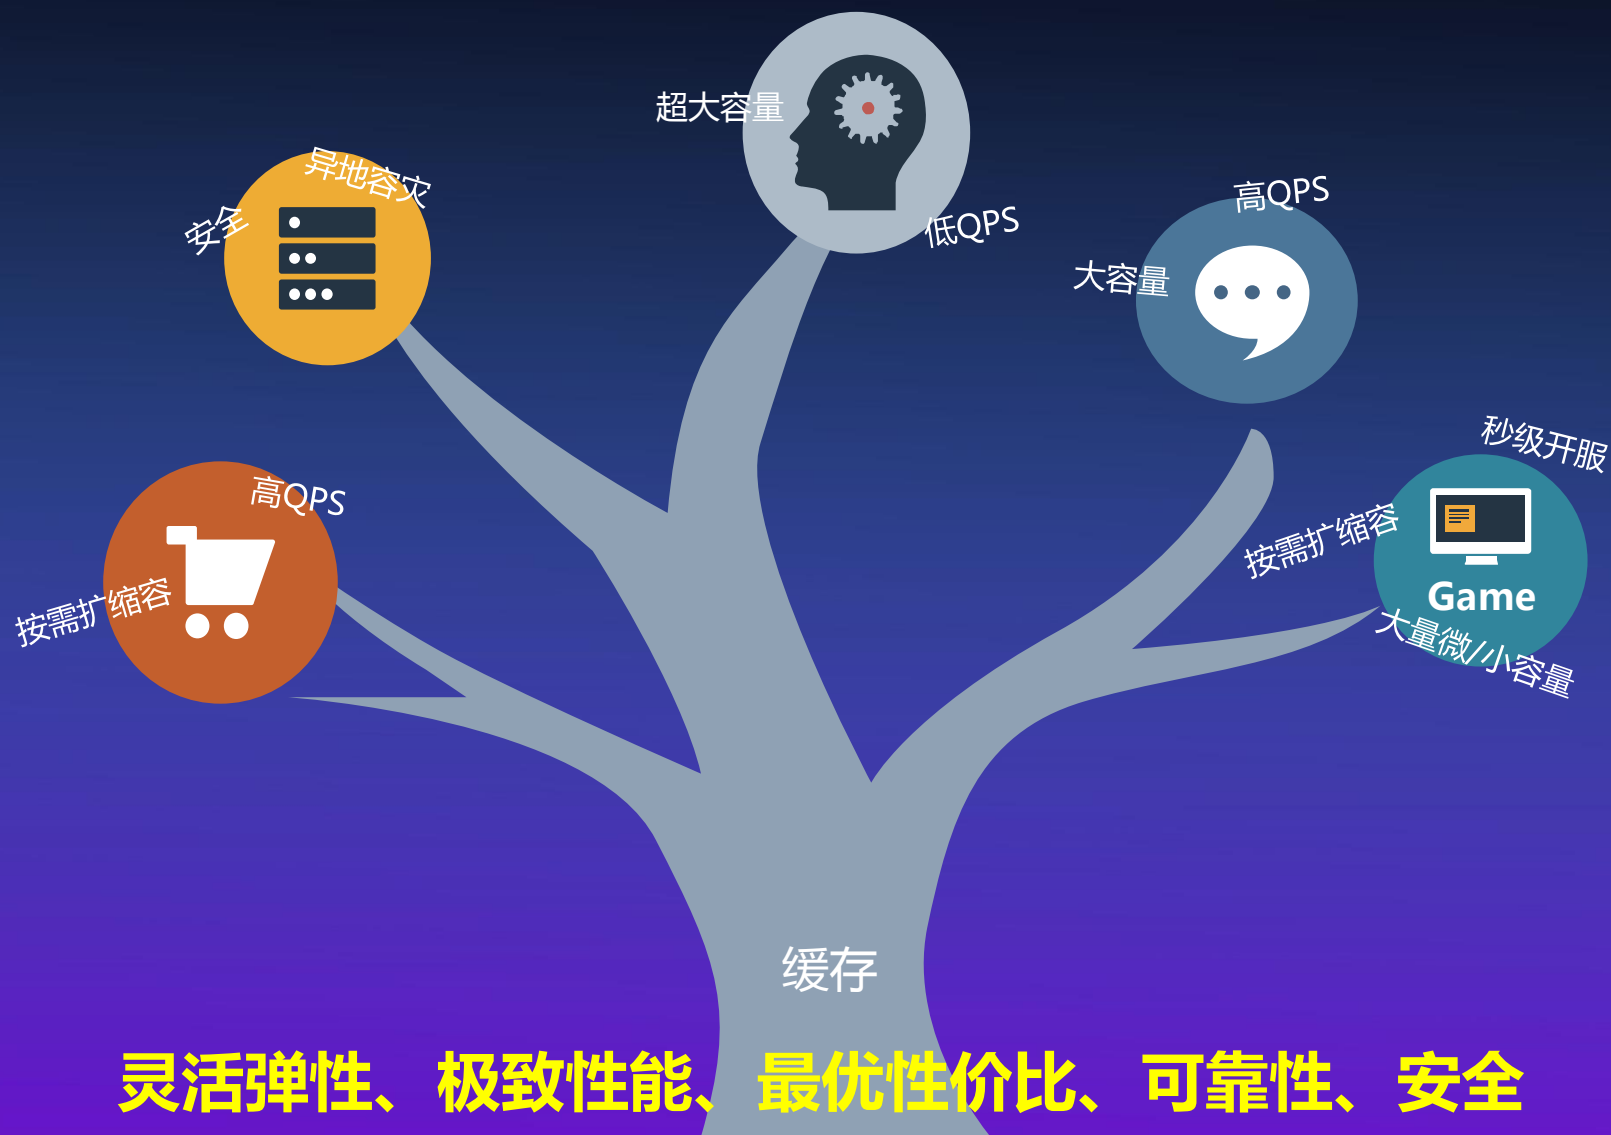 超大容量
低QPS
异地容灾
安全
高QPS
大容量
高QPS
按需扩缩容
秒级开服
按需扩缩容
Game
大量微/小容量
缓存
灵活弹性、极致性能、最优性价比、可靠性、安全